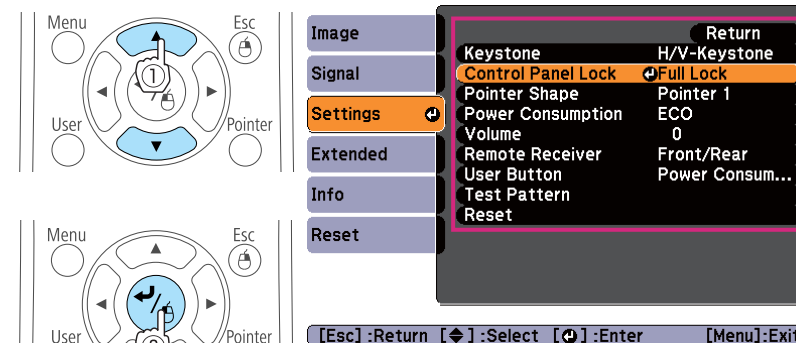 Menu
Esc
1
User
Pointer
Menu
Esc
User
Pointer
Image
Signal
Settings
Extended
Info
Reset
Return
Keystone H/V-Keystone
Control Panel Lock Full Lock
Pointer Shape Pointer 1
Power Consumption ECO
Volume 0
Remote Receiver Front/Rear
User Button Power Consum...
Test Pattern
Reset
[Esc] :Return [ ] :Select [ ] :Enter [Menu]:Exit